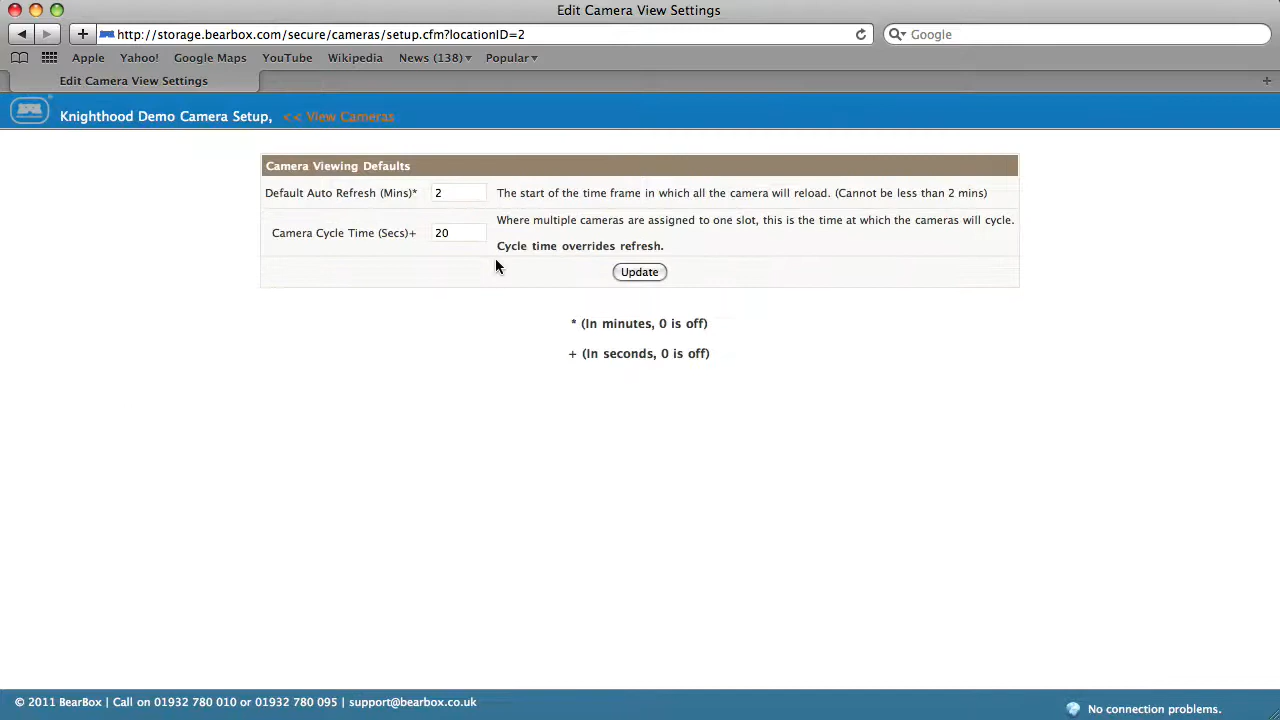 Edit Camera View Settings
http://storage.bearbox.com/secure/cameras/setup.cfm?locationID=2
Google
Apple Yahoo! Google Maps YouTube Wikipedia News (138) Popular
Edit Camera View Settings
Knighthood Demo Camera Setup, << View Cameras
Camera Viewing Defaults
Default Auto Refresh (Mins)* 2 The start of the time frame in which all the camera will reload. (Cannot be less than 2 mins)
Where multiple cameras are assigned to one slot, this is the time at which the cameras will cycle.
Camera Cycle Time (Secs)+ 20
Cycle time overrides refresh.
Update
* (In minutes, 0 is off)
+ (In seconds, 0 is off)
© 2011 BearBox | Call on 01932 780 010 or 01932 780 095 | support@bearbox.co.uk
No connection problems.